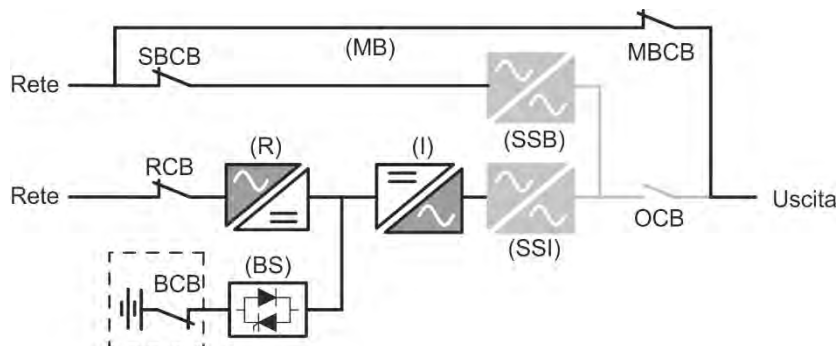 (MB)
MBCB
SBCB
Rete
(SSB)
RCB
(R)
(I)
Rete
Uscita
OCB
(SSI)
BCB
(BS)